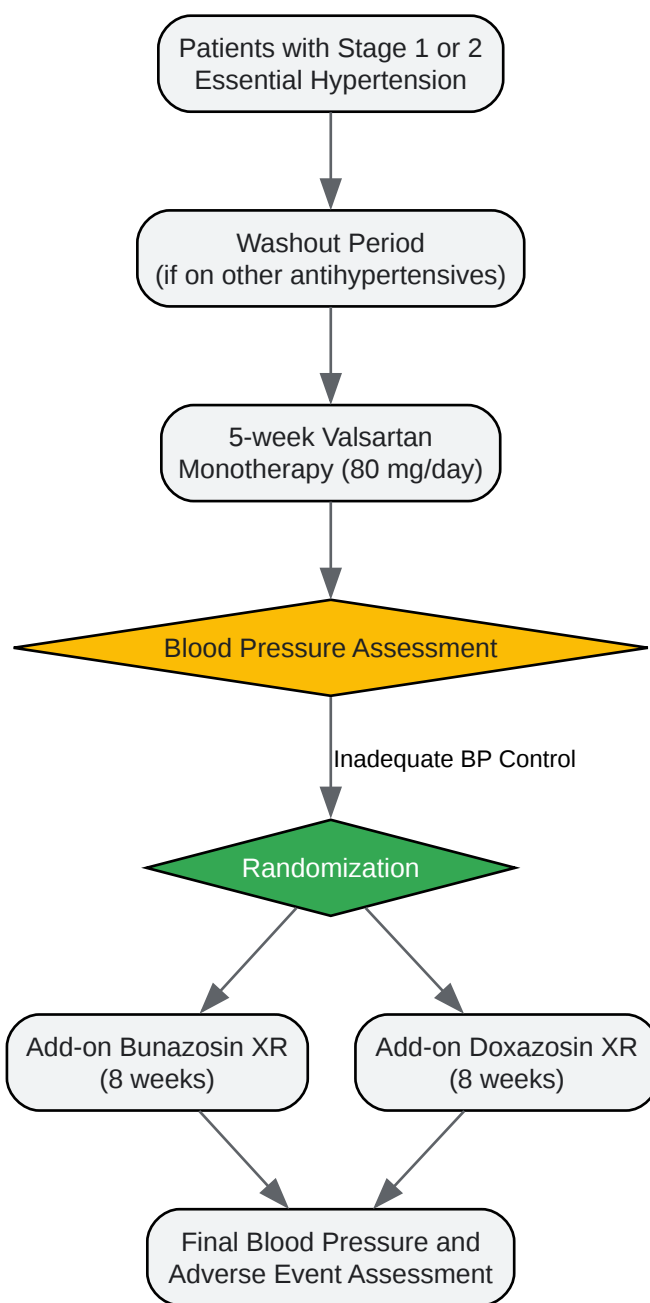 Patients with Stage 1 or 2
Essential Hypertension
Washout Period
(if on other antihypertensives)
5-week Valsartan
Monotherapy (80 mg/day)
Blood Pressure Assessment
Inadequate BP Control
Randomization
Add-on Bunazosin XR
(8 weeks)
Add-on Doxazosin XR
(8 weeks)
Final Blood Pressure and
Adverse Event Assessment